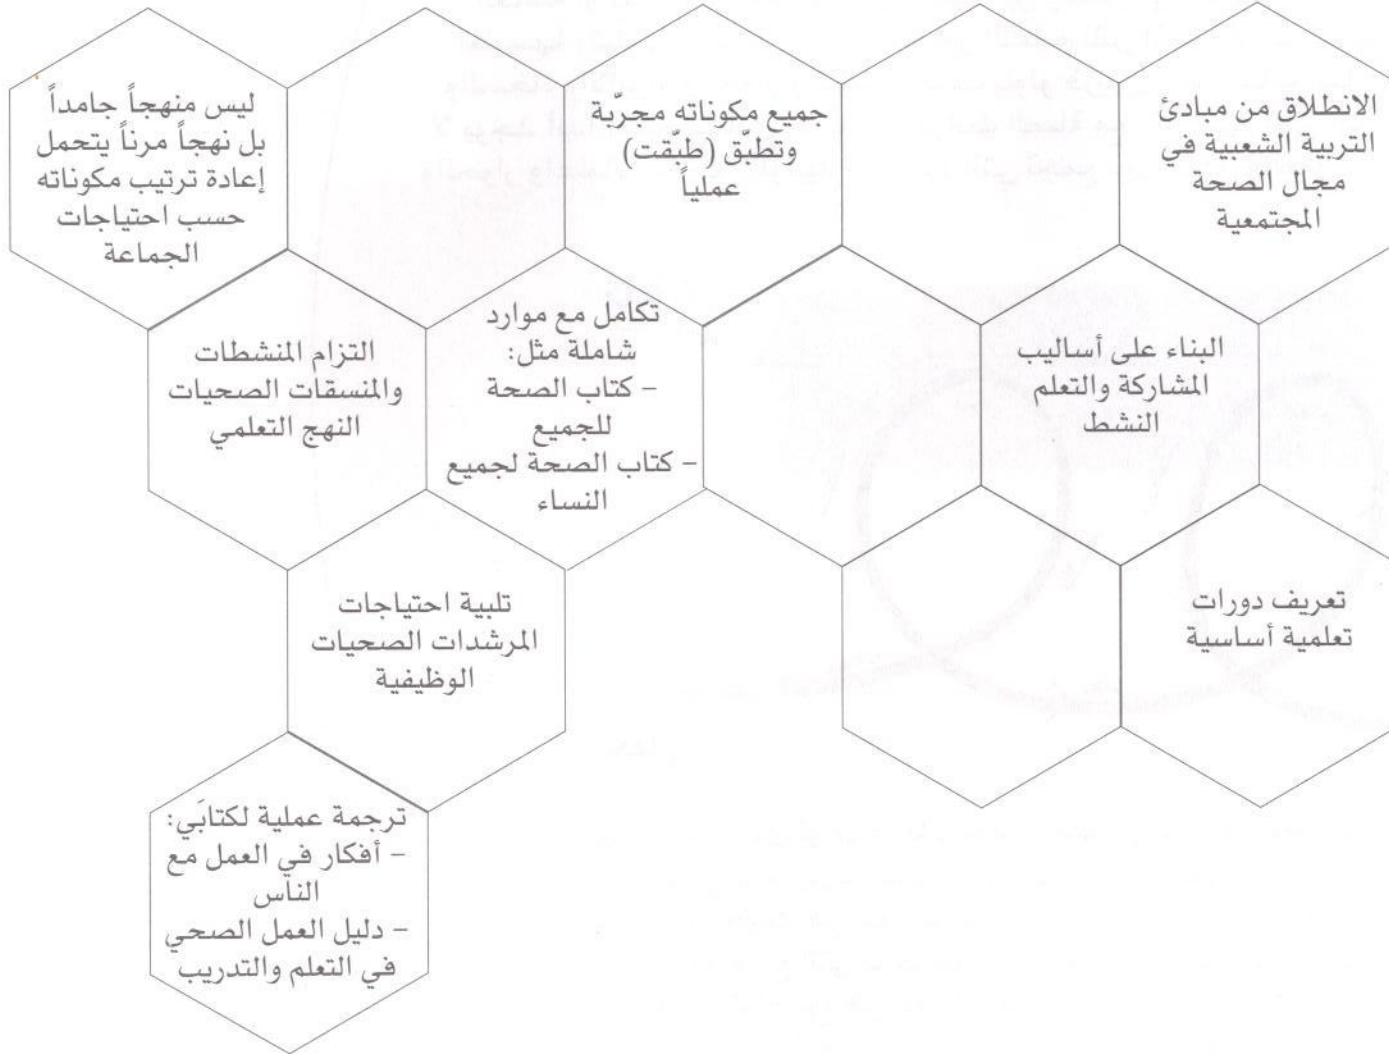 الانطلاق من مبادئ
التربية الشعبية في
مجال الصحة
المجتمعية
جميع مكوناته مجرّبة
وتطبّق (طبّقت)
عملياً
ليس منهجاً جامداً
بل نهجاً مرناً يتحمل
إعادة ترتيب مكوناته
حسب احتياجات
الجماعة
البناء على أساليب
المشاركة والتعلم
النشط
تكامل مع موارد
شاملة مثل:
– كتاب الصحة
للجميع
– كتاب الصحة لجميع
النساء
التزام المنشطات
والمنسقات الصحيات
النهج التعلمي
تعريف دورات
تعلمية أساسية
تلبية احتياجات
المرشدات الصحيات
الوظيفية
ترجمة عملية لكتابَي:
– أفكار في العمل مع
الناس
– دليل العمل الصحي
في التعلم والتدريب